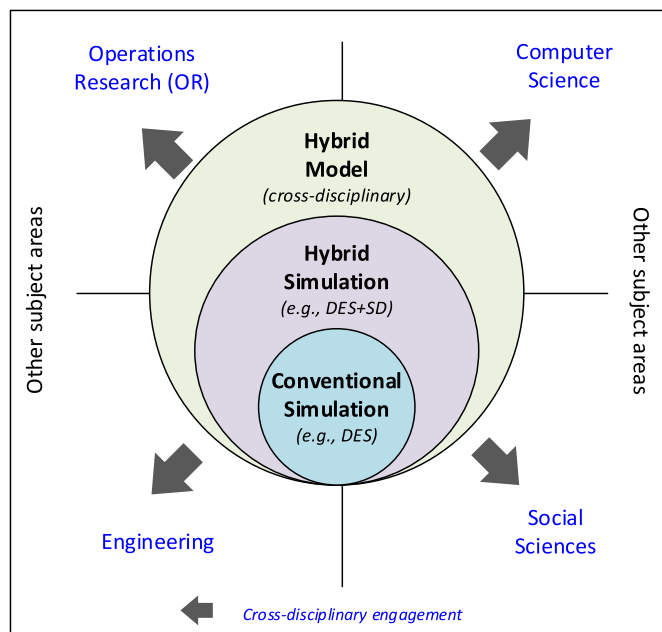 Operations
Research (OR)
Computer
Science
Hybrid
Model
(cross-disciplinary)
Other subject areas
Other subject areas
Hybrid
Simulation
(e.g., DES+SD)
Conventional
Simulation
(e.g., DES)
Engineering
Social
Sciences
Cross-disciplinary engagement